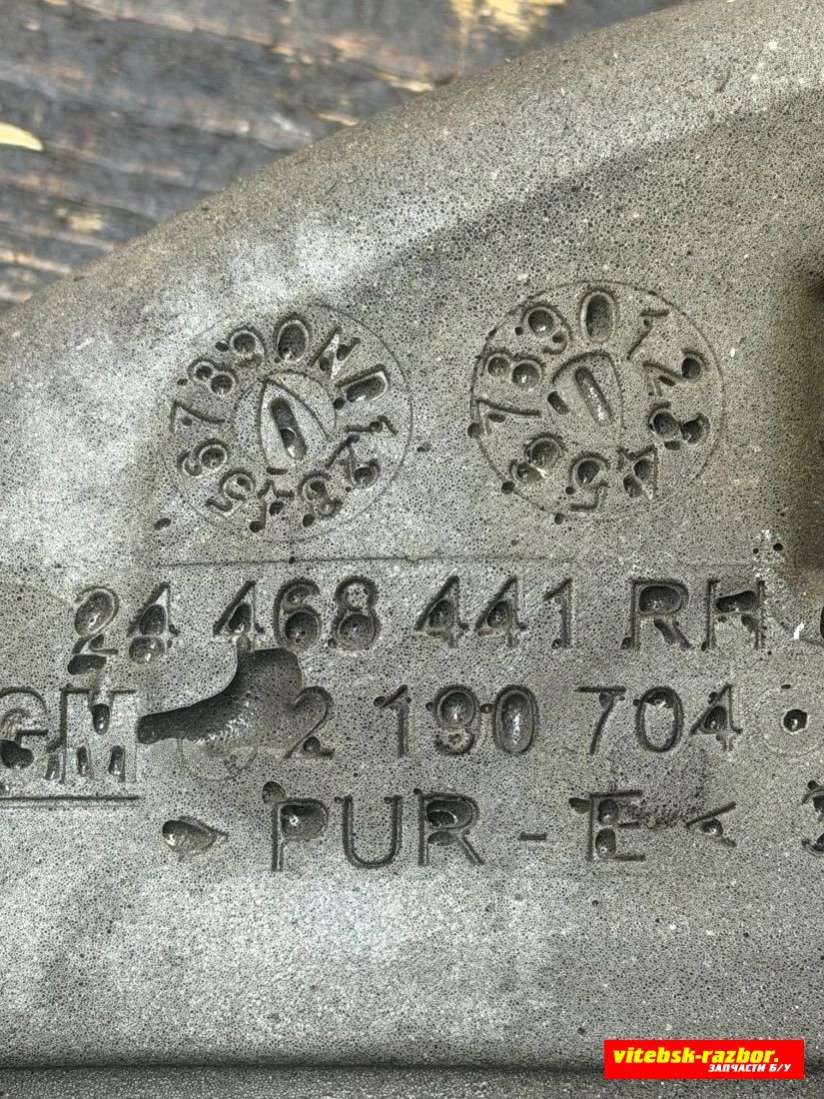 24 468 441 RH
GM 2 190 704
> PUR - E <
vitebsk-razbor.
ЗАПЧАСТИ Б/У